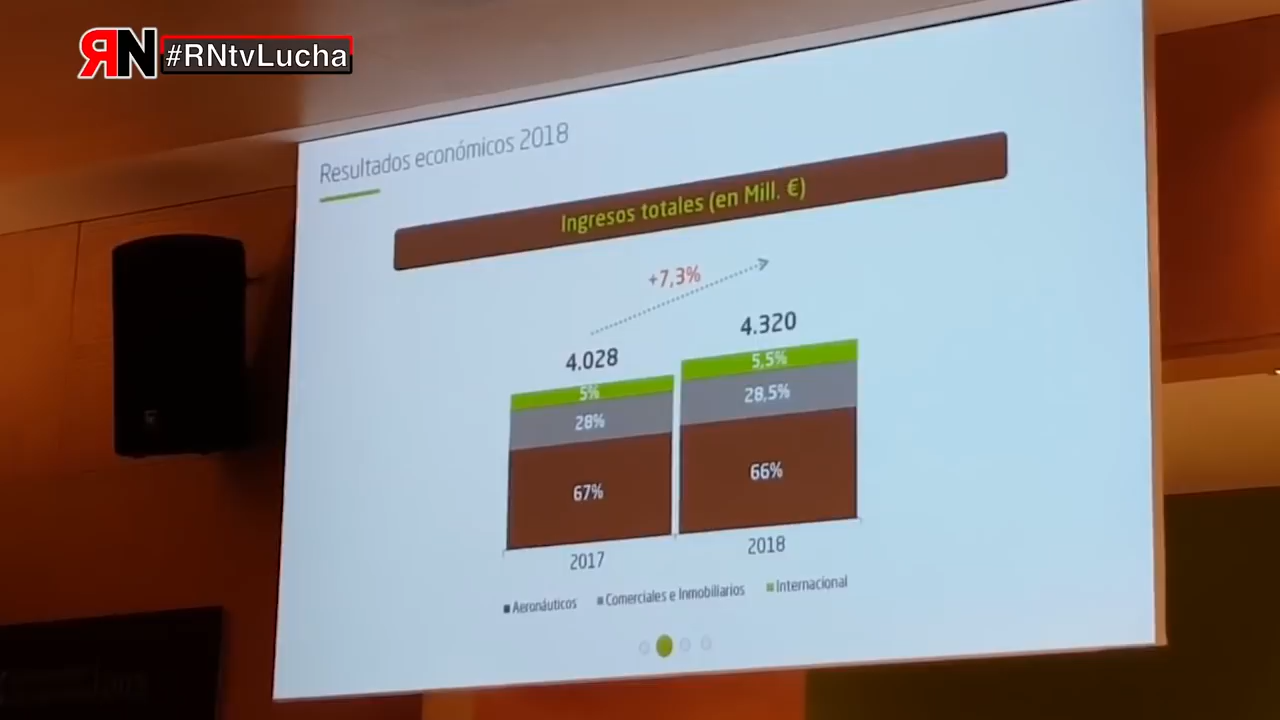 RN #RNtvLucha
Resultados económicos 2018
Ingresos totales (en Mill. €)
+7,3%
4.028
4.320
5%
5,5%
28%
28,5%
67%
66%
2017
2018
Aeronáuticos
Comerciales e Inmobiliarios
Internacional